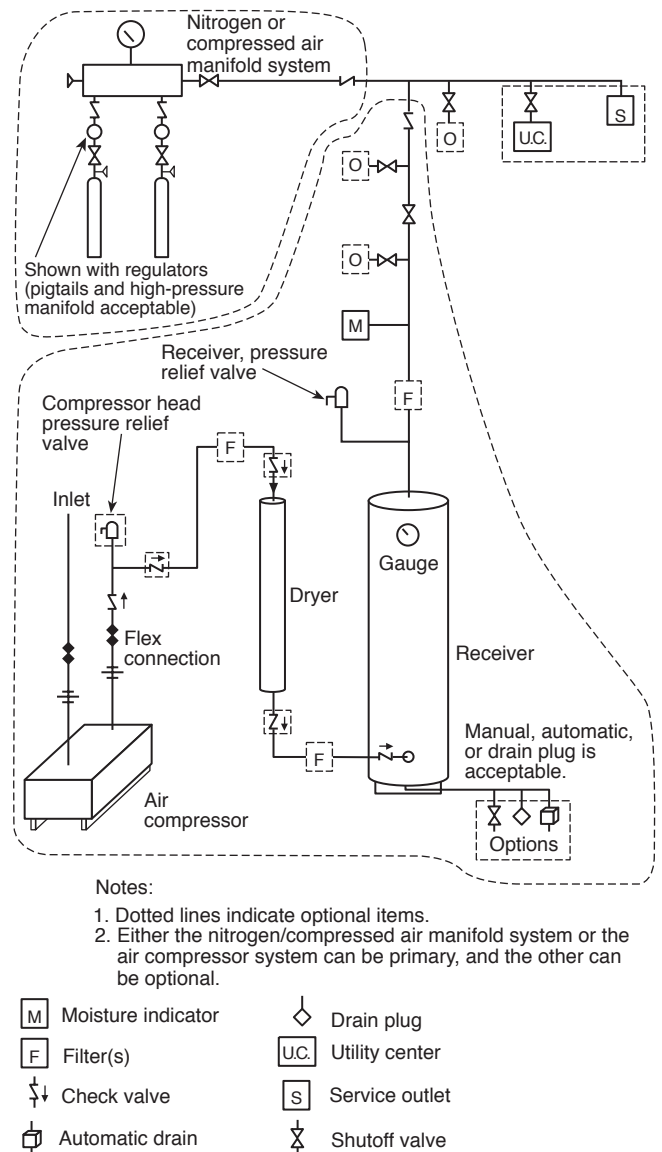 Nitrogen or
compressed air
manifold system
S
U.C.
O
O
O
Shown with regulators
(pigtails and high-pressure
manifold acceptable)
M
Receiver, pressure
relief valve
F
Compressor head
pressure relief
valve
F
Inlet
Gauge
Dryer
Flex
connection
Receiver
Manual, automatic,
or drain plug is
acceptable.
F
Air
compressor
Options
Notes:
1. Dotted lines indicate optional items.
2. Either the nitrogen/compressed air manifold system or the
air compressor system can be primary, and the other can
be optional.
M Moisture indicator
Drain plug
F Filter(s)
U.C. Utility center
Check valve
S Service outlet
Automatic drain
Shutoff valve